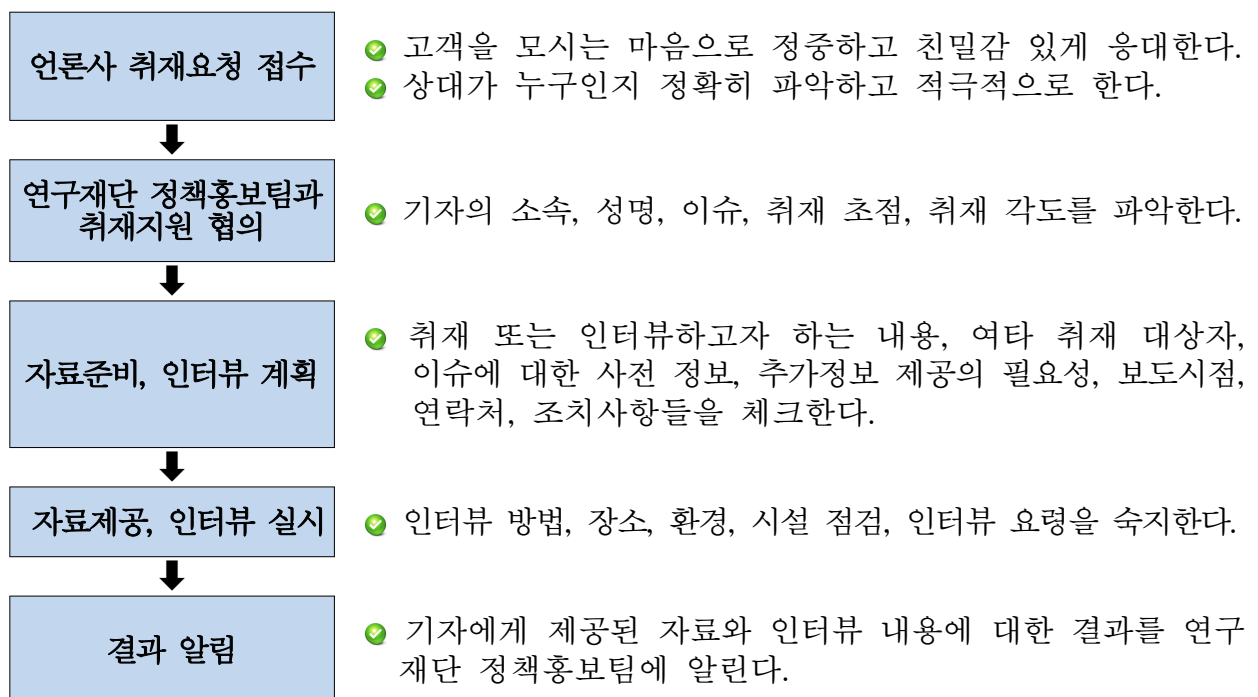 언론사 취재요청 접수
고객을 모시는 마음으로 정중하고 친밀감 있게 응대한다.
상대가 누구인지 정확히 파악하고 적극적으로 한다.
연구재단 정책홍보팀과
취재지원 협의
기자의 소속, 성명, 이슈, 취재 초점, 취재 각도를 파악한다.
자료준비, 인터뷰 계획
취재 또는 인터뷰하고자 하는 내용, 여타 취재 대상자,
이슈에 대한 사전 정보, 추가정보 제공의 필요성, 보도시점,
연락처, 조치사항들을 체크한다.
자료제공, 인터뷰 실시
인터뷰 방법, 장소, 환경, 시설 점검, 인터뷰 요령을 숙지한다.
결과 알림
기자에게 제공된 자료와 인터뷰 내용에 대한 결과를 연구
재단 정책홍보팀에 알린다.